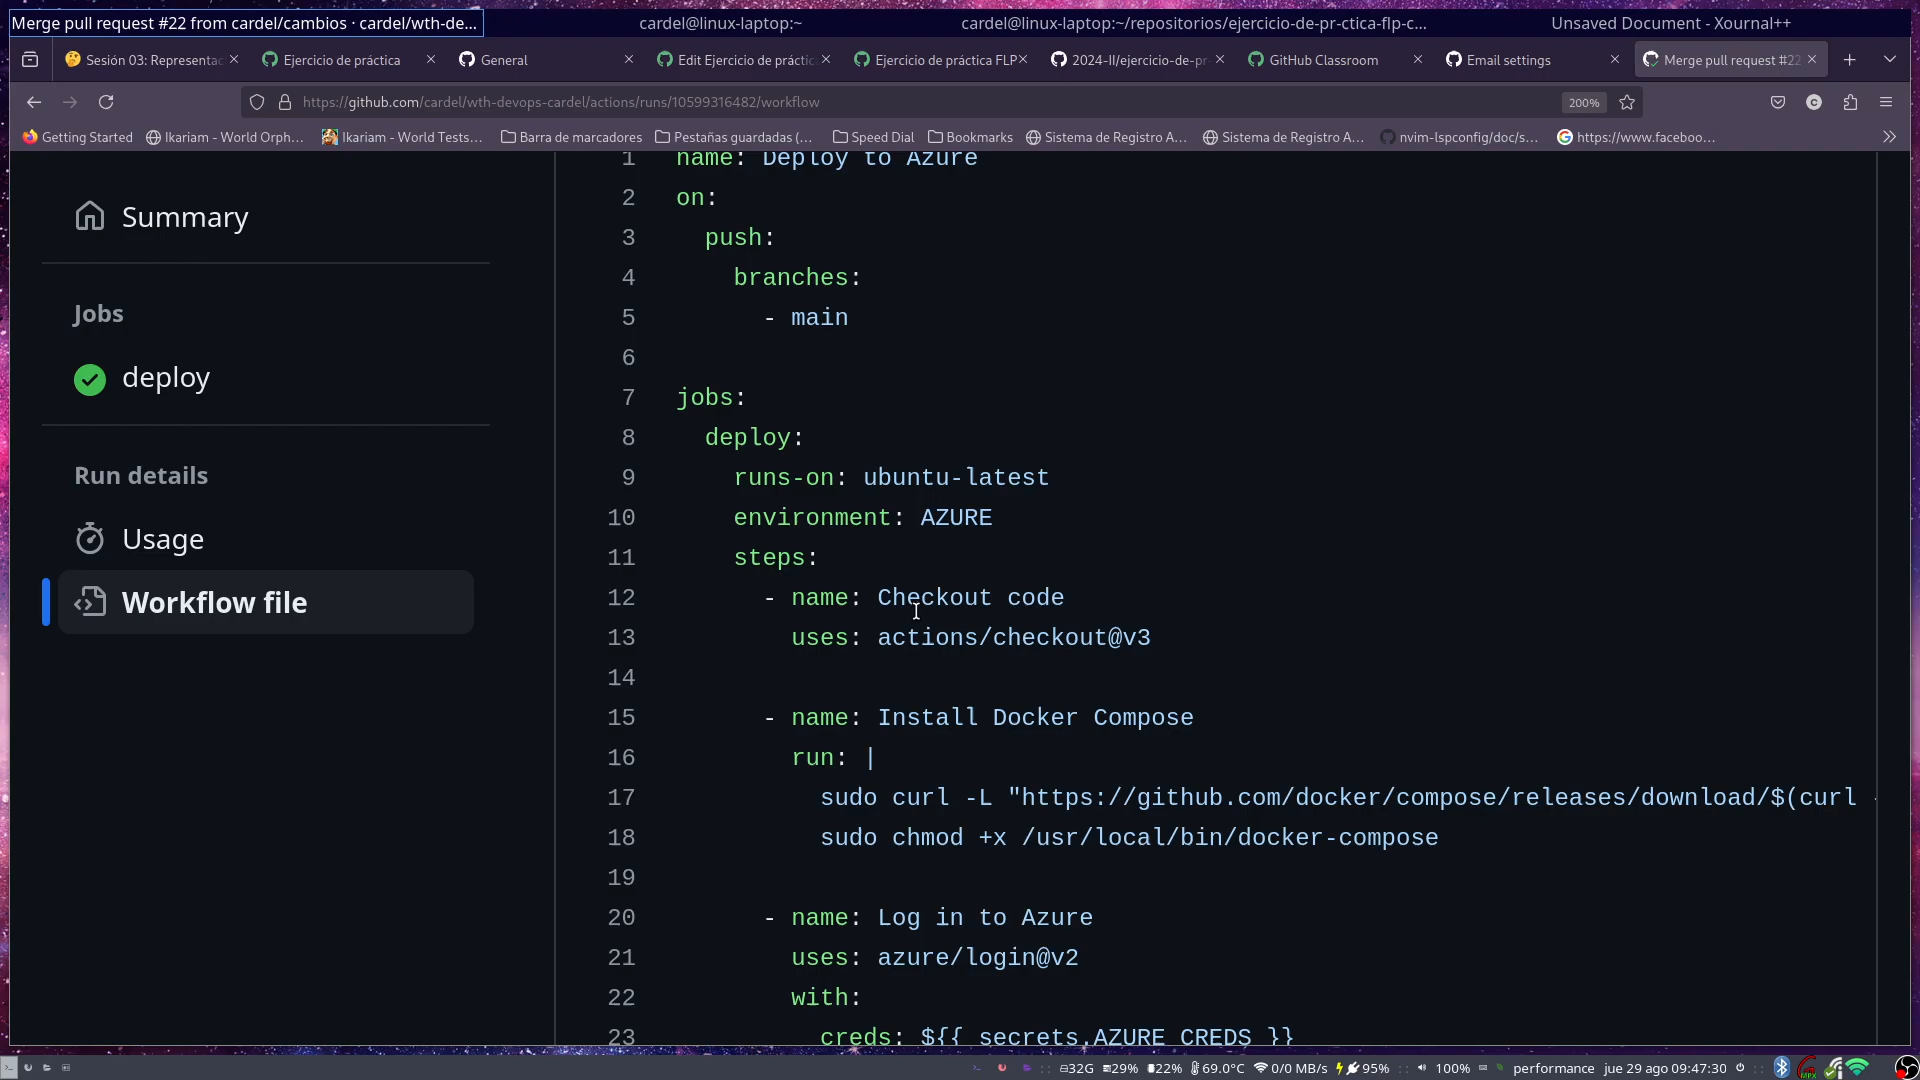 Merge pull request #22 from cardel/cambios · cardel/wth-de...
cardel@linux-laptop:~
cardel@linux-laptop:~/repositorios/ejercicio-de-pr-ctica-flp-c...
Unsaved Document - Xournal++
Sesión 03: Representac
Ejercicio de práctica
General
Edit Ejercicio de práctic
Ejercicio de práctica FLP
2024-II/ejercicio-de-pr
GitHub Classroom
Email settings
Merge pull request #22
https://github.com/cardel/wth-devops-cardel/actions/runs/10599316482/workflow
200%
Getting Started
Ikariam - World Orph...
Ikariam - World Tests...
Barra de marcadores
Pestañas guardadas (...
Speed Dial
Bookmarks
Sistema de Registro A...
Sistema de Registro A...
nvim-lspconfig/doc/s...
https://www.faceboo...
Summary
Jobs
deploy
Run details
Usage
Workflow file
1 name: Deploy to Azure
2 on:
3 push:
4 branches:
5 - main
6
7 jobs:
8 deploy:
9 runs-on: ubuntu-latest
10 environment: AZURE
11 steps:
12 - name: Checkout code
13 uses: actions/checkout@v3
14
15 - name: Install Docker Compose
16 run: |
17 sudo curl -L "https://github.com/docker/compose/releases/download/$(curl
18 sudo chmod +x /usr/local/bin/docker-compose
19
20 - name: Log in to Azure
21 uses: azure/login@v2
22 with:
23 creds: ${{ secrets.AZURE_CREDS }}
32G 29% 22% 69.0°C 0/0 MB/s 95% 100% performance jue 29 ago 09:47:30